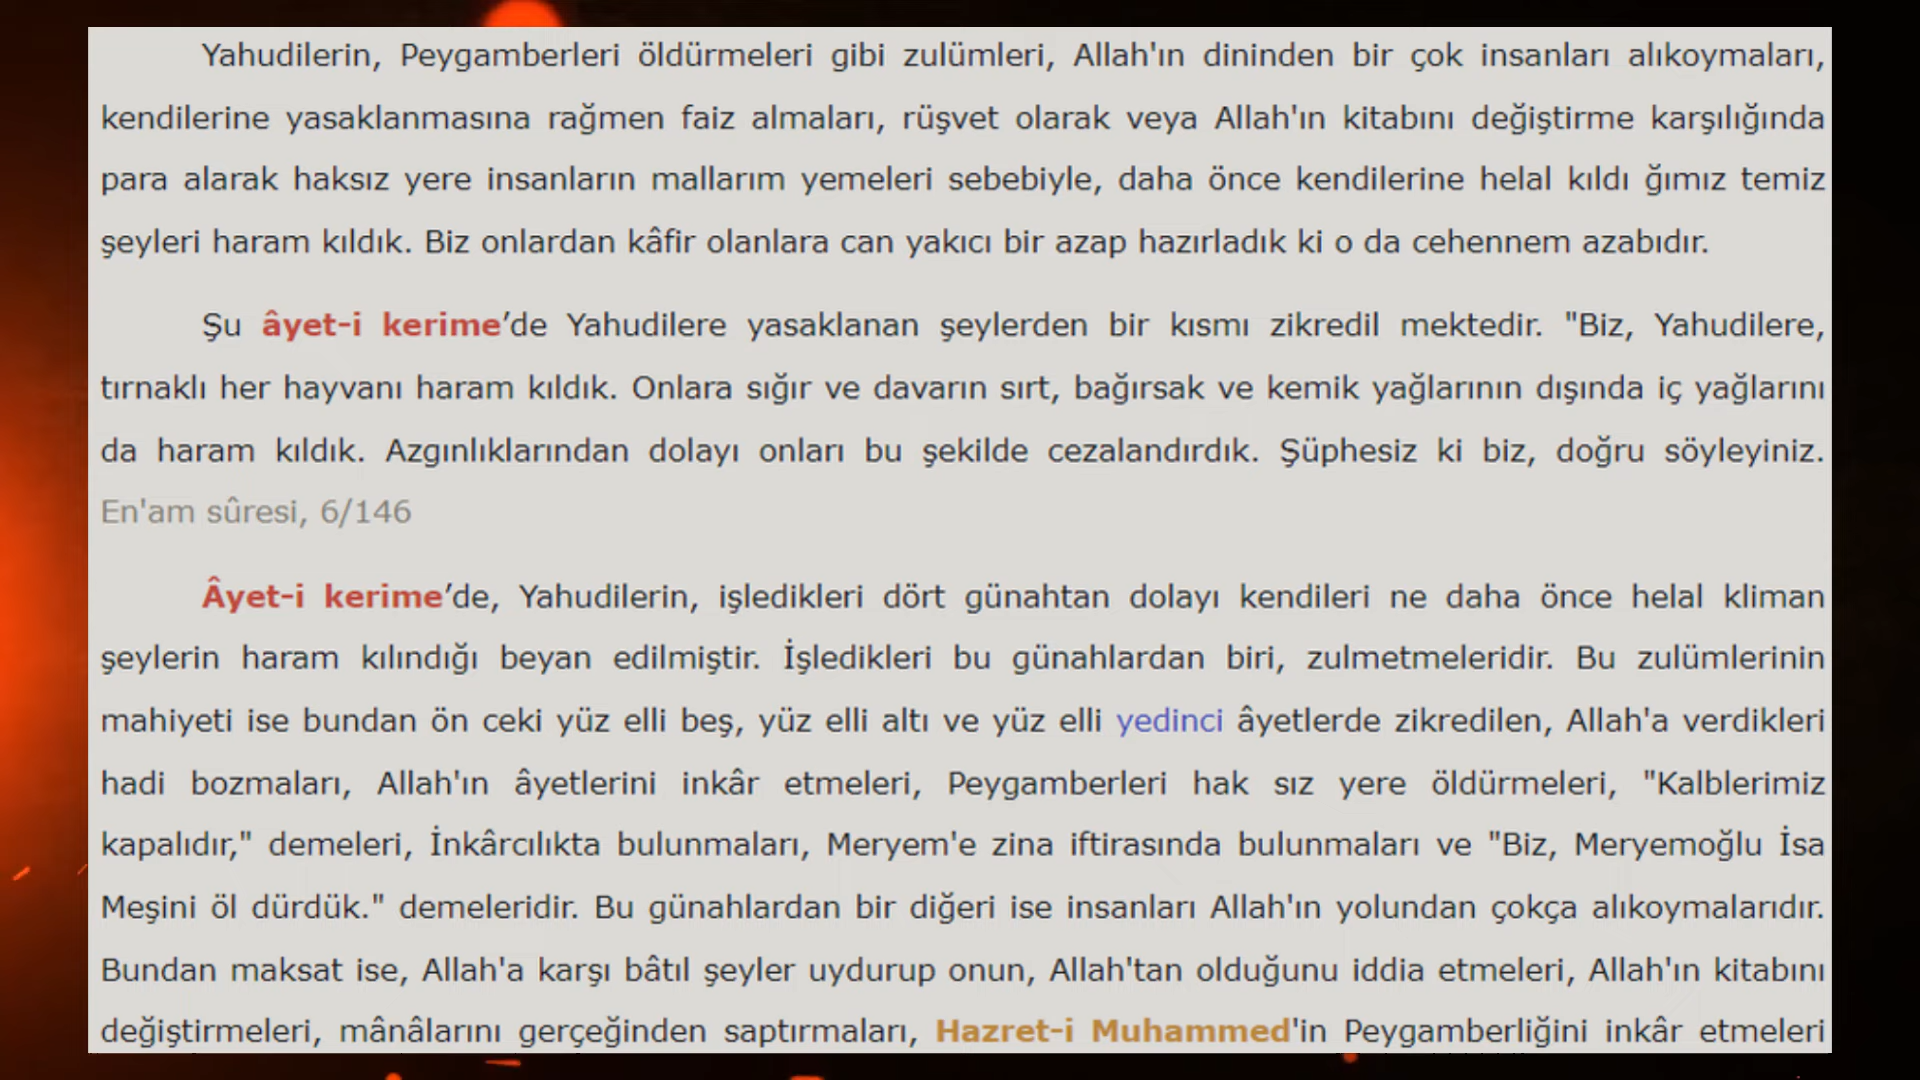 Yahudilerin, Peygamberleri öldürmeleri gibi zulümleri, Allah'ın dininden bir çok insanları alıkoymaları,
kendilerine yasaklanmasına rağmen faiz almaları, rüşvet olarak veya Allah'ın kitabını değiştirme karşılığında
para alarak haksız yere insanların mallarım yemeleri sebebiyle, daha önce kendilerine helal kıldı ğımız temiz
şeyleri haram kıldık. Biz onlardan kâfir olanlara can yakıcı bir azap hazırladık ki o da cehennem azabıdır.
Şu âyet-i kerime’de Yahudilere yasaklanan şeylerden bir kısmı zikredil mektedir. "Biz, Yahudilere,
tırnaklı her hayvanı haram kıldık. Onlara sığır ve davarın sırt, bağırsak ve kemik yağlarının dışında iç yağlarını
da haram kıldık. Azgınlıklarından dolayı onları bu şekilde cezalandırdık. Şüphesiz ki biz, doğru söyleyiniz.
En'am sûresi, 6/146
Âyet-i kerime’de, Yahudilerin, işledikleri dört günahtan dolayı kendileri ne daha önce helal kliman
şeylerin haram kılındığı beyan edilmiştir. İşledikleri bu günahlardan biri, zulmetmeleridir. Bu zulümlerinin
mahiyeti ise bundan ön ceki yüz elli beş, yüz elli altı ve yüz elli yedinci âyetlerde zikredilen, Allah'a verdikleri
hadi bozmaları, Allah'ın âyetlerini inkâr etmeleri, Peygamberleri hak sız yere öldürmeleri, "Kalblerimiz
kapalıdır," demeleri, İnkârcılıkta bulunmaları, Meryem'e zina iftirasında bulunmaları ve "Biz, Meryemoğlu İsa
Meşini öl dürdük." demeleridir. Bu günahlardan bir diğeri ise insanları Allah'ın yolundan çokça alıkoymalarıdır.
Bundan maksat ise, Allah'a karşı bâtıl şeyler uydurup onun, Allah'tan olduğunu iddia etmeleri, Allah'ın kitabını
değiştirmeleri, mânâlarını gerçeğinden saptırmaları, Hazret-i Muhammed'in Peygamberliğini inkâr etmeleri